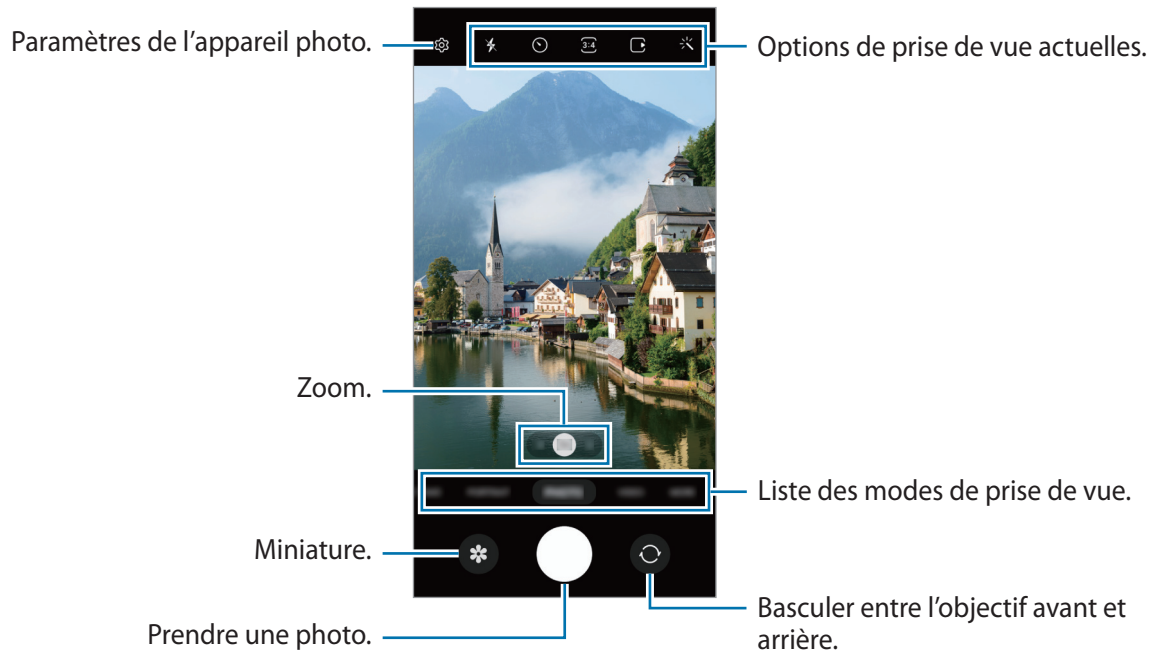 Paramètres de l'appareil photo.
3:4
Options de prise de vue actuelles.
Zoom.
Liste des modes de prise de vue.
Miniature.
Prendre une photo.
Basculer entre l'objectif avant et
arrière.